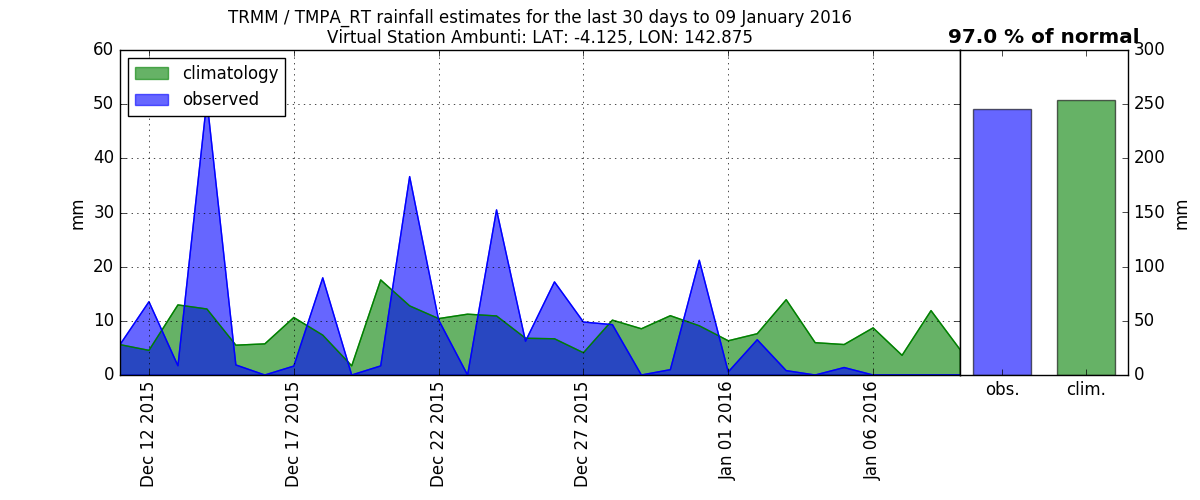 TRMM / TMPA_RT rainfall estimates for the last 30 days to 09 January 2016
Virtual Station Ambunti: LAT: -4.125, LON: 142.875
97.0 % of normal
climatology
observed
60
50
40
30
20
10
0
mm
Dec 12 2015
Dec 17 2015
Dec 22 2015
Dec 27 2015
Jan 01 2016
Jan 06 2016
300
250
200
150
100
50
0
mm
obs.
clim.